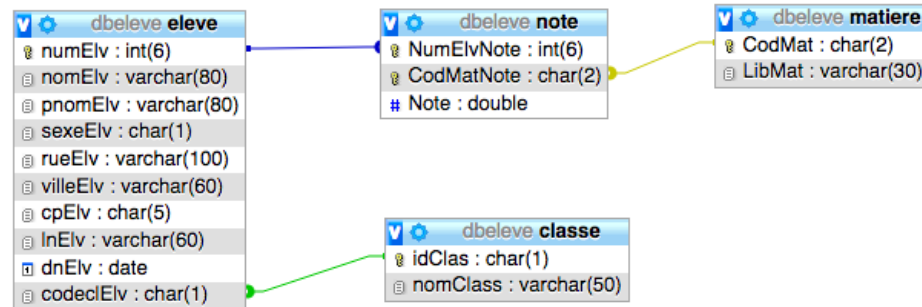 dbeleve eleve
numElv : int(6)
nomElv : varchar(80)
pnomElv : varchar(80)
sexeElv : char(1)
rueElv : varchar(100)
villeElv : varchar(60)
cpElv : char(5)
lnElv : varchar(60)
dnElv : date
codeclElv : char(1)
dbeleve note
NumElvNote : int(6)
CodMatNote : char(2)
# Note : double
dbeleve matiere
CodMat : char(2)
LibMat : varchar(30)
dbeleve classe
idClas : char(1)
nomClass : varchar(50)